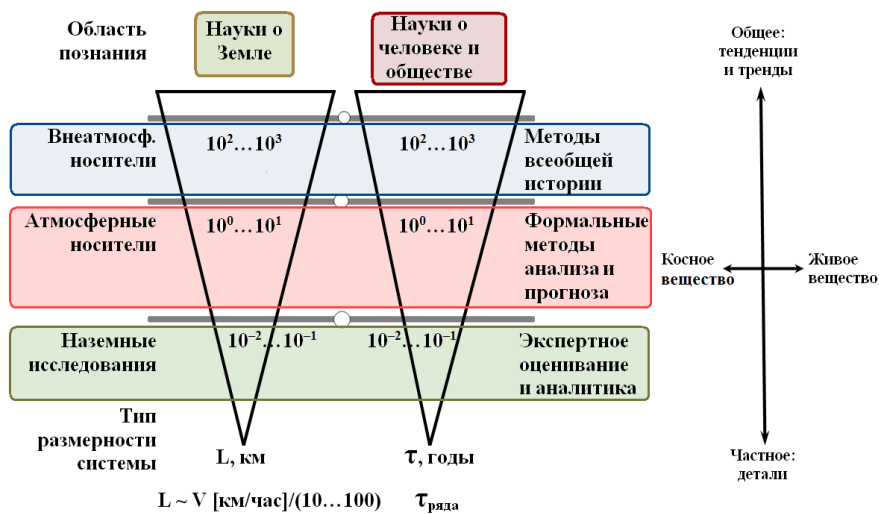 Область
познания
Науки о
Земле
Науки о
человеке и
обществе
Общее:
тенденции
и тренды
Внеатмосф.
носители
10²…10³
10²…10³
Методы
всеобщей
истории
Атмосферные
носители
10⁰…10¹
10⁰…10¹
Формальные
методы
анализа и
прогноза
Косное
вещество
Живое
вещество
Наземные
исследования
10⁻²…10⁻¹
10⁻²…10⁻¹
Экспертное
оценивание
и аналитика
Тип
размерности
системы
L, км
τ, годы
Частное:
детали
L ~ V [км/час]/(10…100)
τряда